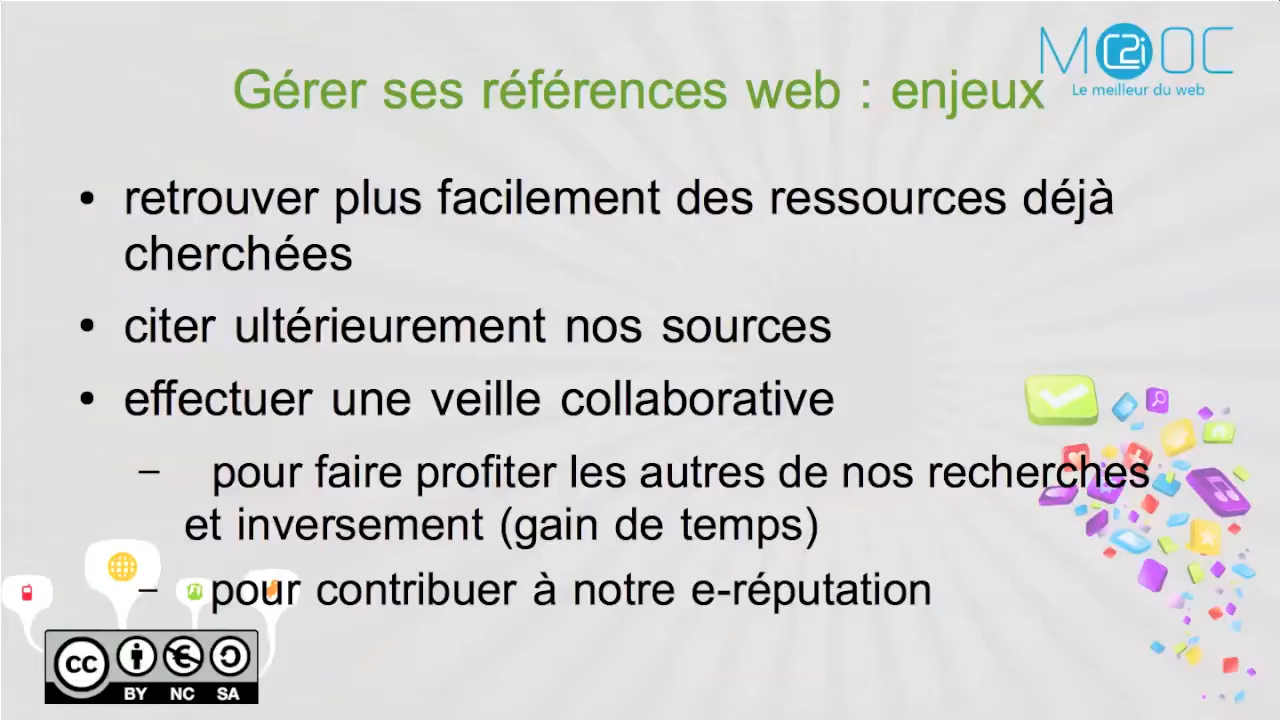 MC2iOC
Le meilleur du web
Gérer ses références web : enjeux
• retrouver plus facilement des ressources déjà
cherchées
• citer ultérieurement nos sources
• effectuer une veille collaborative
– pour faire profiter les autres de nos recherches
et inversement (gain de temps)
– pour contribuer à notre e-réputation
cc
BY NC SA